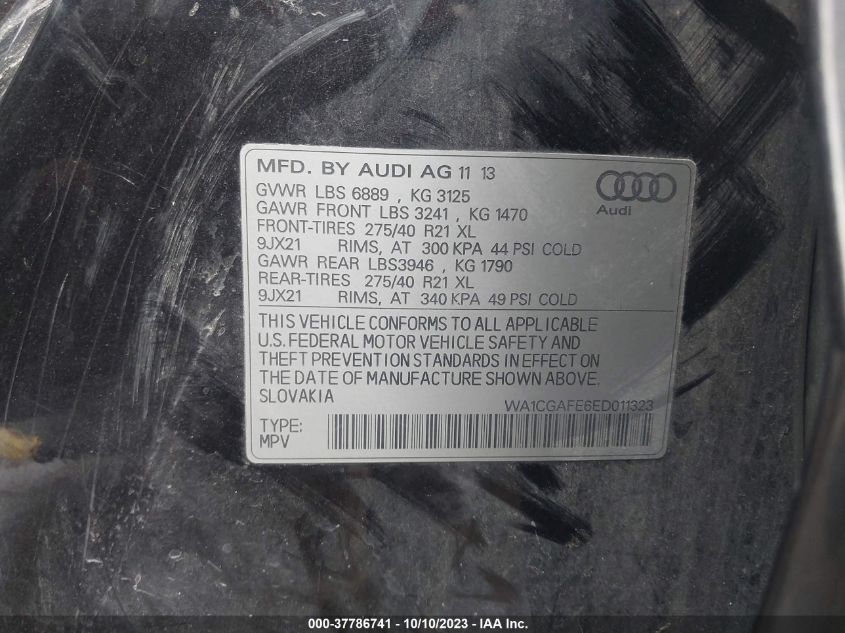 MFD. BY AUDI AG 11 13
GVWR LBS 6889 , KG 3125
GAWR FRONT LBS 3241 , KG 1470
FRONT-TIRES 275/40 R21 XL
9JX21 RIMS, AT 300 KPA 44 PSI COLD
GAWR REAR LBS3946 , KG 1790
REAR-TIRES 275/40 R21 XL
9JX21 RIMS, AT 340 KPA 49 PSI COLD
Audi
THIS VEHICLE CONFORMS TO ALL APPLICABLE
U.S. FEDERAL MOTOR VEHICLE SAFETY AND
THEFT PREVENTION STANDARDS IN EFFECT ON
THE DATE OF MANUFACTURE SHOWN ABOVE.
SLOVAKIA
WA1CGAFE6ED011323
TYPE:
MPV
000-37786741 - 10/10/2023 - IAA Inc.